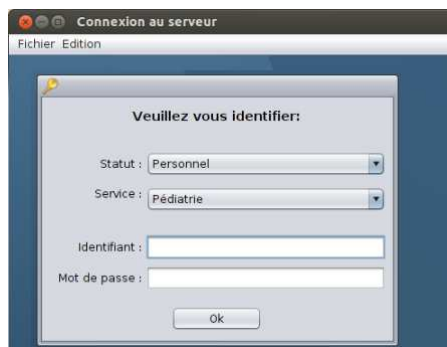 Connexion au serveur
Fichier Edition
Veuillez vous identifier:
Statut : Personnel
Service : Pédiatrie
Identifiant :
Mot de passe :
Ok